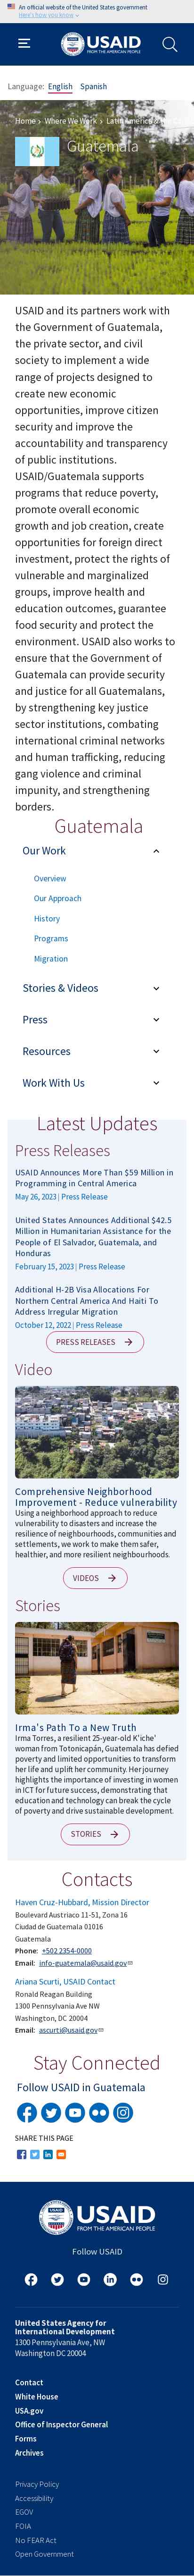 An official website of the United States government
Here's how you know
USAID
FROM THE AMERICAN PEOPLE
Language: English Spanish
Home > Where We Work > Latin America
Guatemala
USAID and its partners work with
the Government of Guatemala,
the private sector, and civil
society to implement a wide
range of projects designed to
create new economic
opportunities, improve citizen
security and improve the
accountability and transparency
of public institutions.
USAID/Guatemala supports
programs that reduce poverty,
promote overall economic
growth and job creation, create
opportunities for humanitarian direct
investment, protect the rights of
vulnerable and marginalized
groups, improve health and
education outcomes, guarantee
food security and protect the
environment. USAID also works to
ensure that the Government of
Guatemala can provide security
and justice for all Guatemalans,
by strengthening key justice
sector institutions, combating
international criminal networks
and human trafficking, reducing
gang violence and criminal
impunity, and strengthening
borders.
Guatemala
Our Work
Overview
Our Approach
History
Programs
Migration
Stories & Videos
Press
Resources
Work With Us
Latest Updates
Press Releases
USAID Announces More Than $59 Million in
Programming in Central America
May 26, 2023 | Press Release
United States Announces Additional $42.5
Million in Humanitarian Assistance for the
People of El Salvador, Guatemala, and
Honduras
February 15, 2023 | Press Release
Additional H-2B Visa Allocations For
Northern Central America And Haiti To
Address Irregular Migration
October 12, 2022 | Press Release
PRESS RELEASES
Video
Comprehensive Neighborhood
Improvement - Reduce vulnerability
Using a neighborhood approach to reduce
vulnerability to disasters and increase the
resilience of neighborhoods, communities, and
settlements, we work to make them safer,
healthier, and more resilient neighborhoods.
VIDEOS
Stories
Irma's Path To a New Truth
Irma Torres, a resilient 25-year-old K'iche'
woman from Totonicapán, Guatemala, has defied
poverty and limited opportunities to transform
her life and uplift her community. Her journey
highlights the importance of investing in education
in ICT for future success, demonstrating that
education and technology can break the cycle
of poverty and drive sustainable development.
STORIES
Contacts
Haven Cruz-Hubbard, Mission Director
Boulevard Austriaco 11-51, Zona 16
Ciudad de Guatemala 01016
Guatemala
Phone: +502 2354-0000
Email: info-guatemala@usaid.gov
Ariana Scurti, USAID Contact
Ronald Reagan Building
1300 Pennsylvania Ave NW
Washington, DC 20004
Email: ascurti@usaid.gov
Stay Connected
Follow USAID in Guatemala
SHARE THIS PAGE
USAID
FROM THE AMERICAN PEOPLE
Follow USAID
United States Agency for
International Development
1300 Pennsylvania Ave, NW
Washington DC 20004
Contact
White House
USA.gov
Office of Inspector General
Forms
Archives
Privacy Policy
Accessibility
EGOV
FOIA
No FEAR Act
Open Government